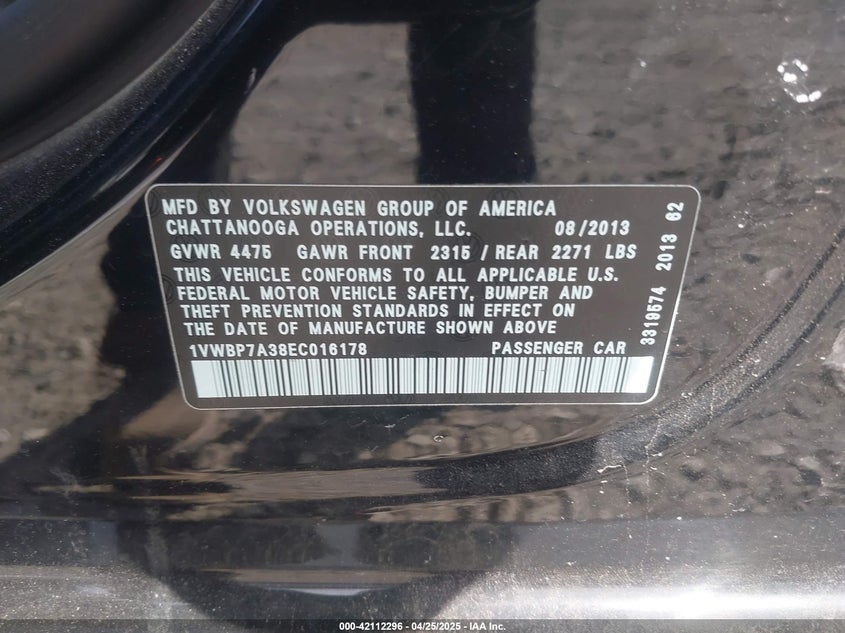 MFD BY VOLKSWAGEN GROUP OF AMERICA
CHATTANOOGA OPERATIONS, LLC. 08/2013
GVWR 4475 GAWR FRONT 2315 / REAR 2271 LBS
THIS VEHICLE CONFORMS TO ALL APPLICABLE U.S.
FEDERAL MOTOR VEHICLE SAFETY, BUMPER AND
THEFT PREVENTION STANDARDS IN EFFECT ON
THE DATE OF MANUFACTURE SHOWN ABOVE
1VWBP7A38EC016178 PASSENGER CAR
3319574 2013 62
000-42112296 - 04/25/2025 - IAA Inc.